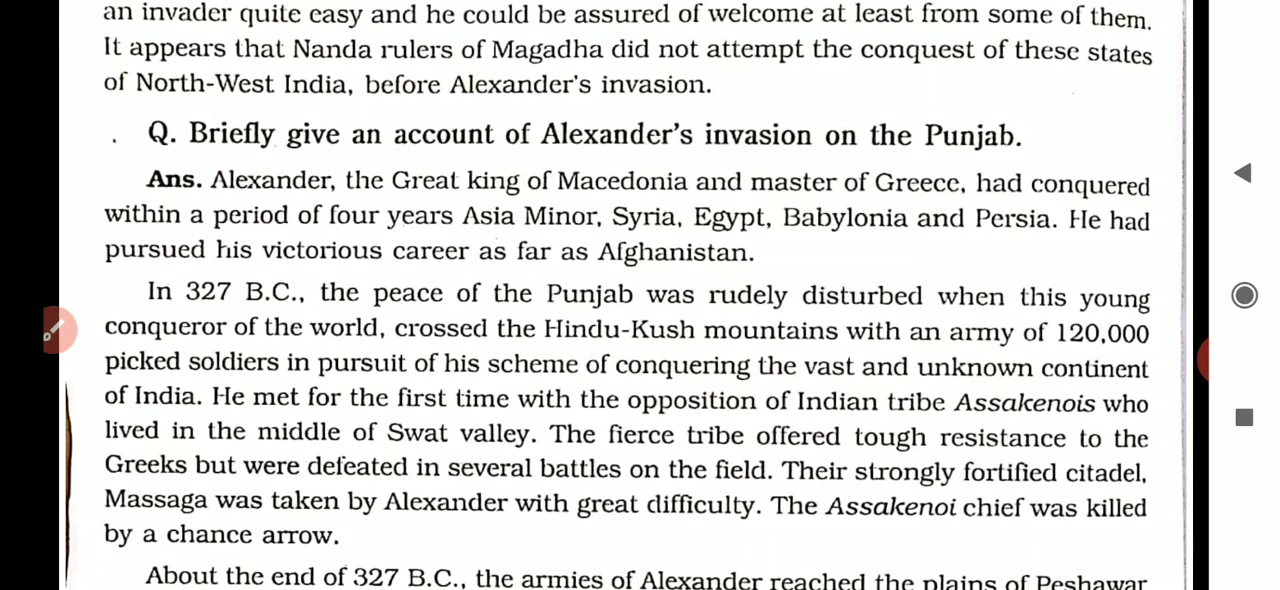 an invader quite easy and he could be assured of welcome at least from some of them.
It appears that Nanda rulers of Magadha did not attempt the conquest of these states
of North-West India, before Alexander's invasion.
. Q. Briefly give an account of Alexander's invasion on the Punjab.
Ans. Alexander, the Great king of Macedonia and master of Greece, had conquered
within a period of four years Asia Minor, Syria, Egypt, Babylonia and Persia. He had
pursued his victorious career as far as Afghanistan.
In 327 B.C., the peace of the Punjab was rudely disturbed when this young
conqueror of the world, crossed the Hindu-Kush mountains with an army of 120,000
picked soldiers in pursuit of his scheme of conquering the vast and unknown continent
of India. He met for the first time with the opposition of Indian tribe Assakenois who
lived in the middle of Swat valley. The fierce tribe offered tough resistance to the
Greeks but were defeated in several battles on the field. Their strongly fortified citadel,
Massaga was taken by Alexander with great difficulty. The Assakenoi chief was killed
by a chance arrow.
About the end of 327 B.C., the armies of Alexander reached the plains of Peshawar